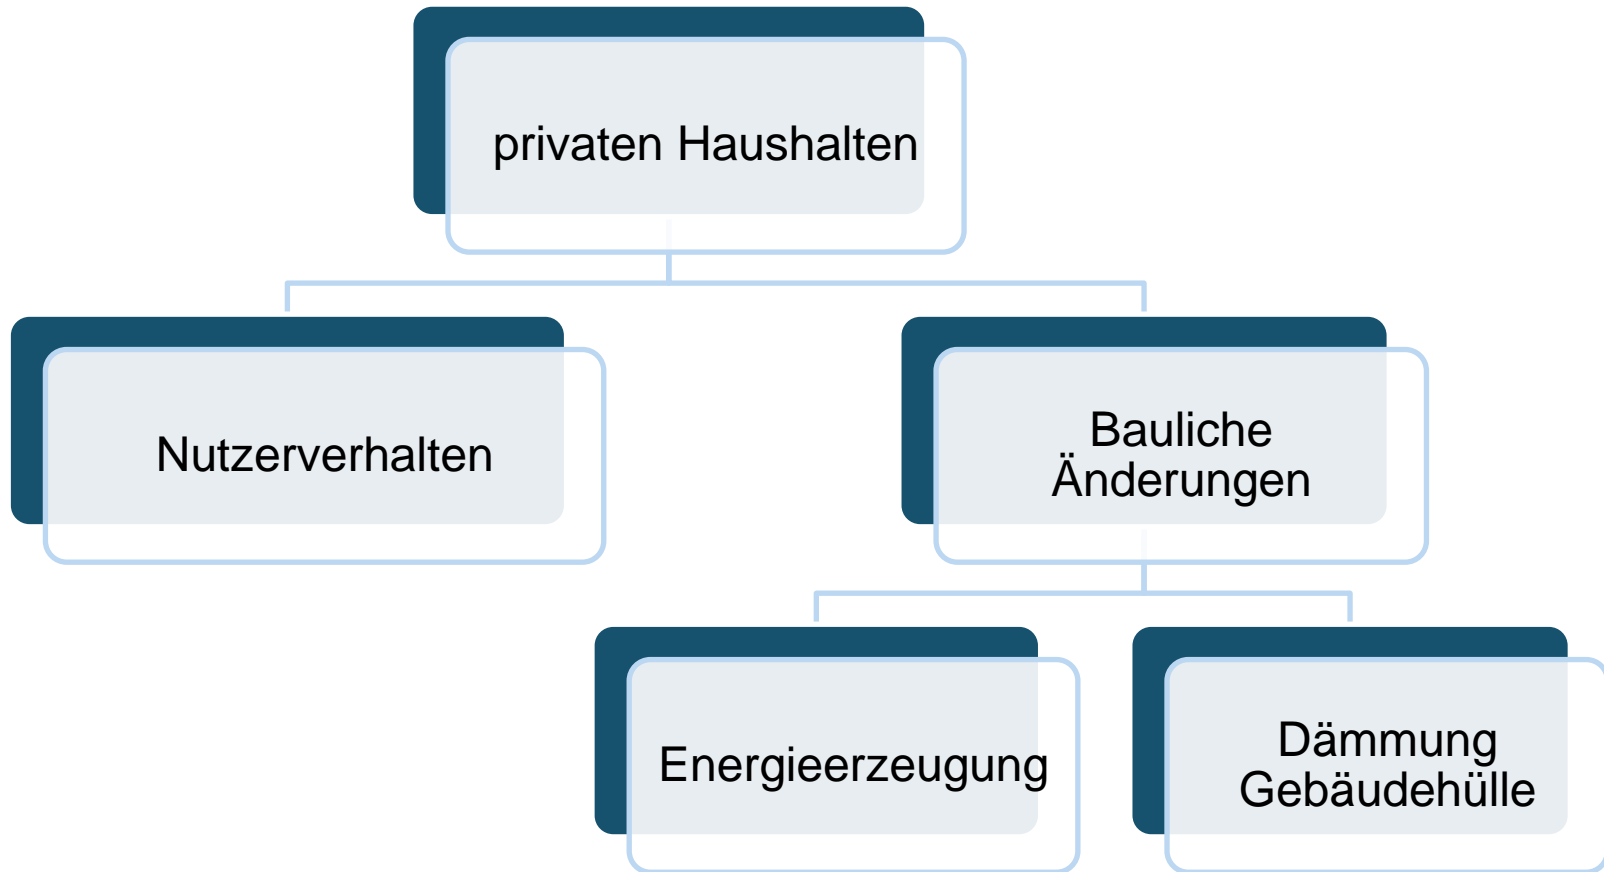 privaten Haushalten
Nutzerverhalten
Bauliche
Änderungen
Energieerzeugung
Dämmung
Gebäudehülle